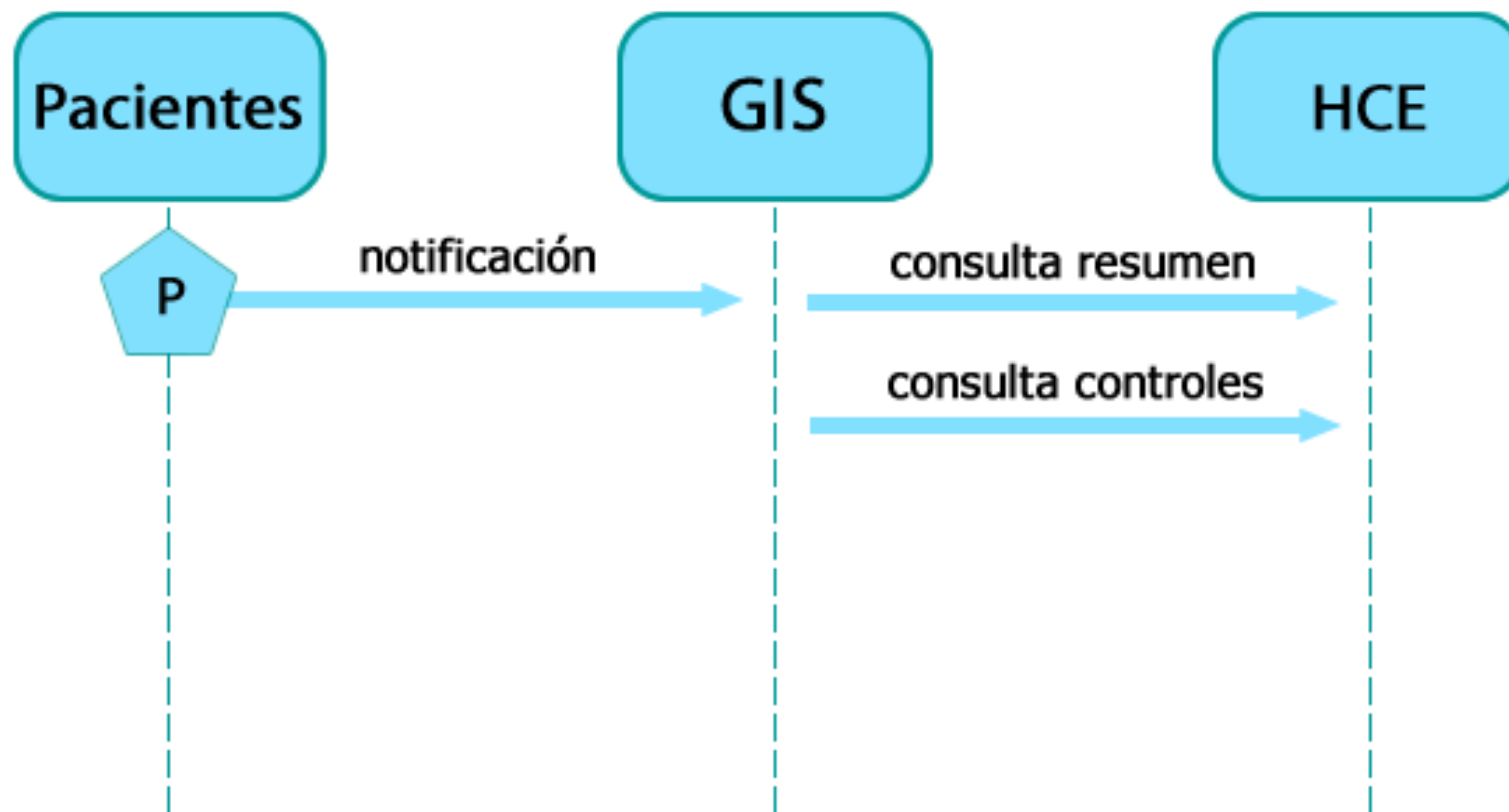 Pacientes
GIS
HCE
P
notificación
consulta resumen
consulta controles